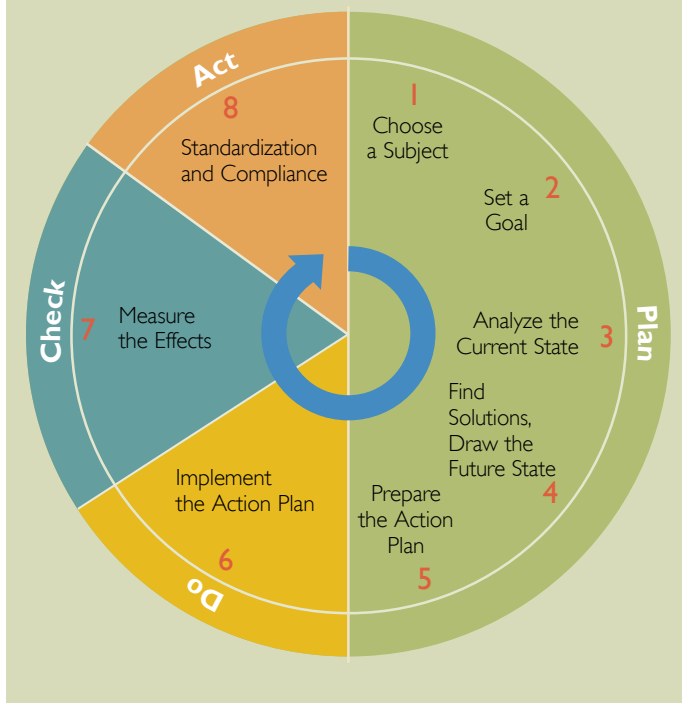 Plan
1
Choose
a Subject
2
Set a
Goal
3
Analyze the
Current State
4
Find
Solutions,
Draw the
Future State
5
Prepare
the Action
Plan
Do
6
Implement
the Action Plan
Check
7
Measure
the Effects
Act
8
Standardization
and Compliance